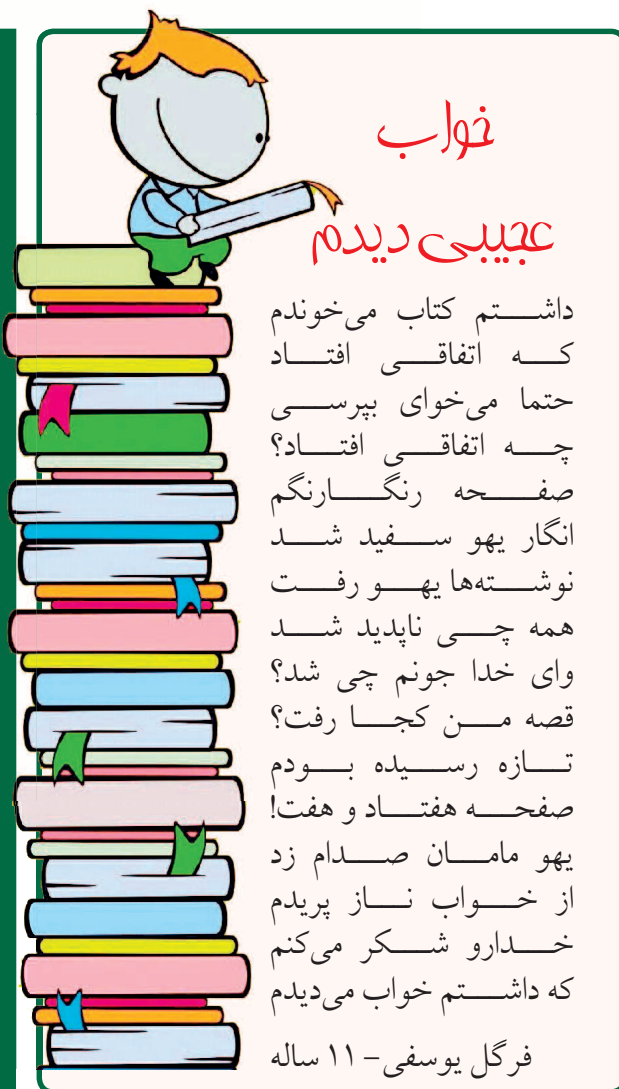 خواب
عجیبی دیدم
داشتم کتاب می‌خوندم
که اتفاقی افتاد
حتما می‌خوای بپرسی
چه اتفاقی افتاد؟
صفحه رنگارنگم
انگار یهو سفید شد
نوشته‌ها یهو رفت
همه چی ناپدید شد
وای خدا جونم چی شد؟
قصه من کجا رفت؟
تازه رسیده بودم
صفحه هفتاد و هفت!
یهو مامان صدام زد
از خواب ناز پریدم
خدارو شکر می‌کنم
که داشتم خواب می‌دیدم
فرگل یوسفی- ۱۱ ساله